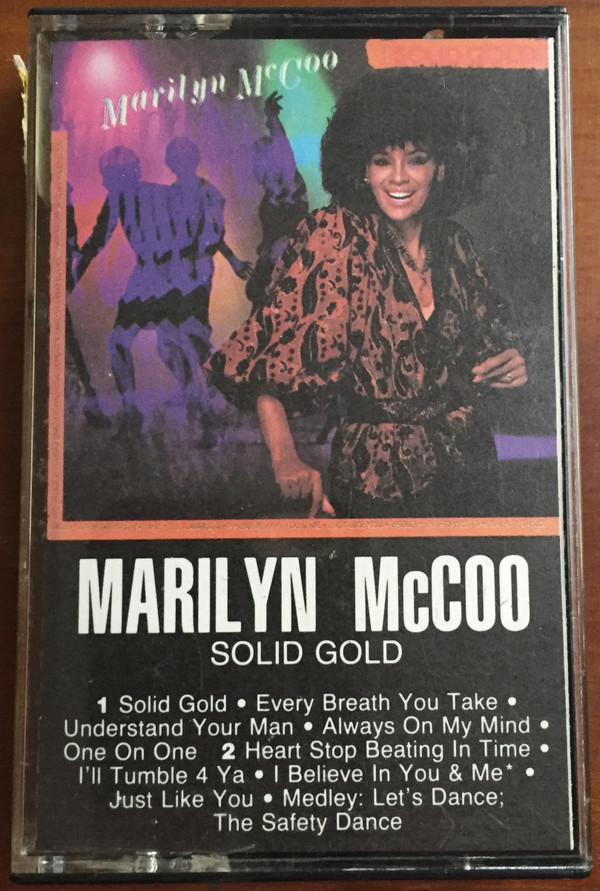 Marilyn McCoo
MARILYN McCOO
SOLID GOLD
1 Solid Gold • Every Breath You Take •
Understand Your Man • Always On My Mind •
One On One 2 Heart Stop Beating In Time •
I'll Tumble 4 Ya • I Believe In You & Me* •
Just Like You • Medley: Let's Dance;
The Safety Dance